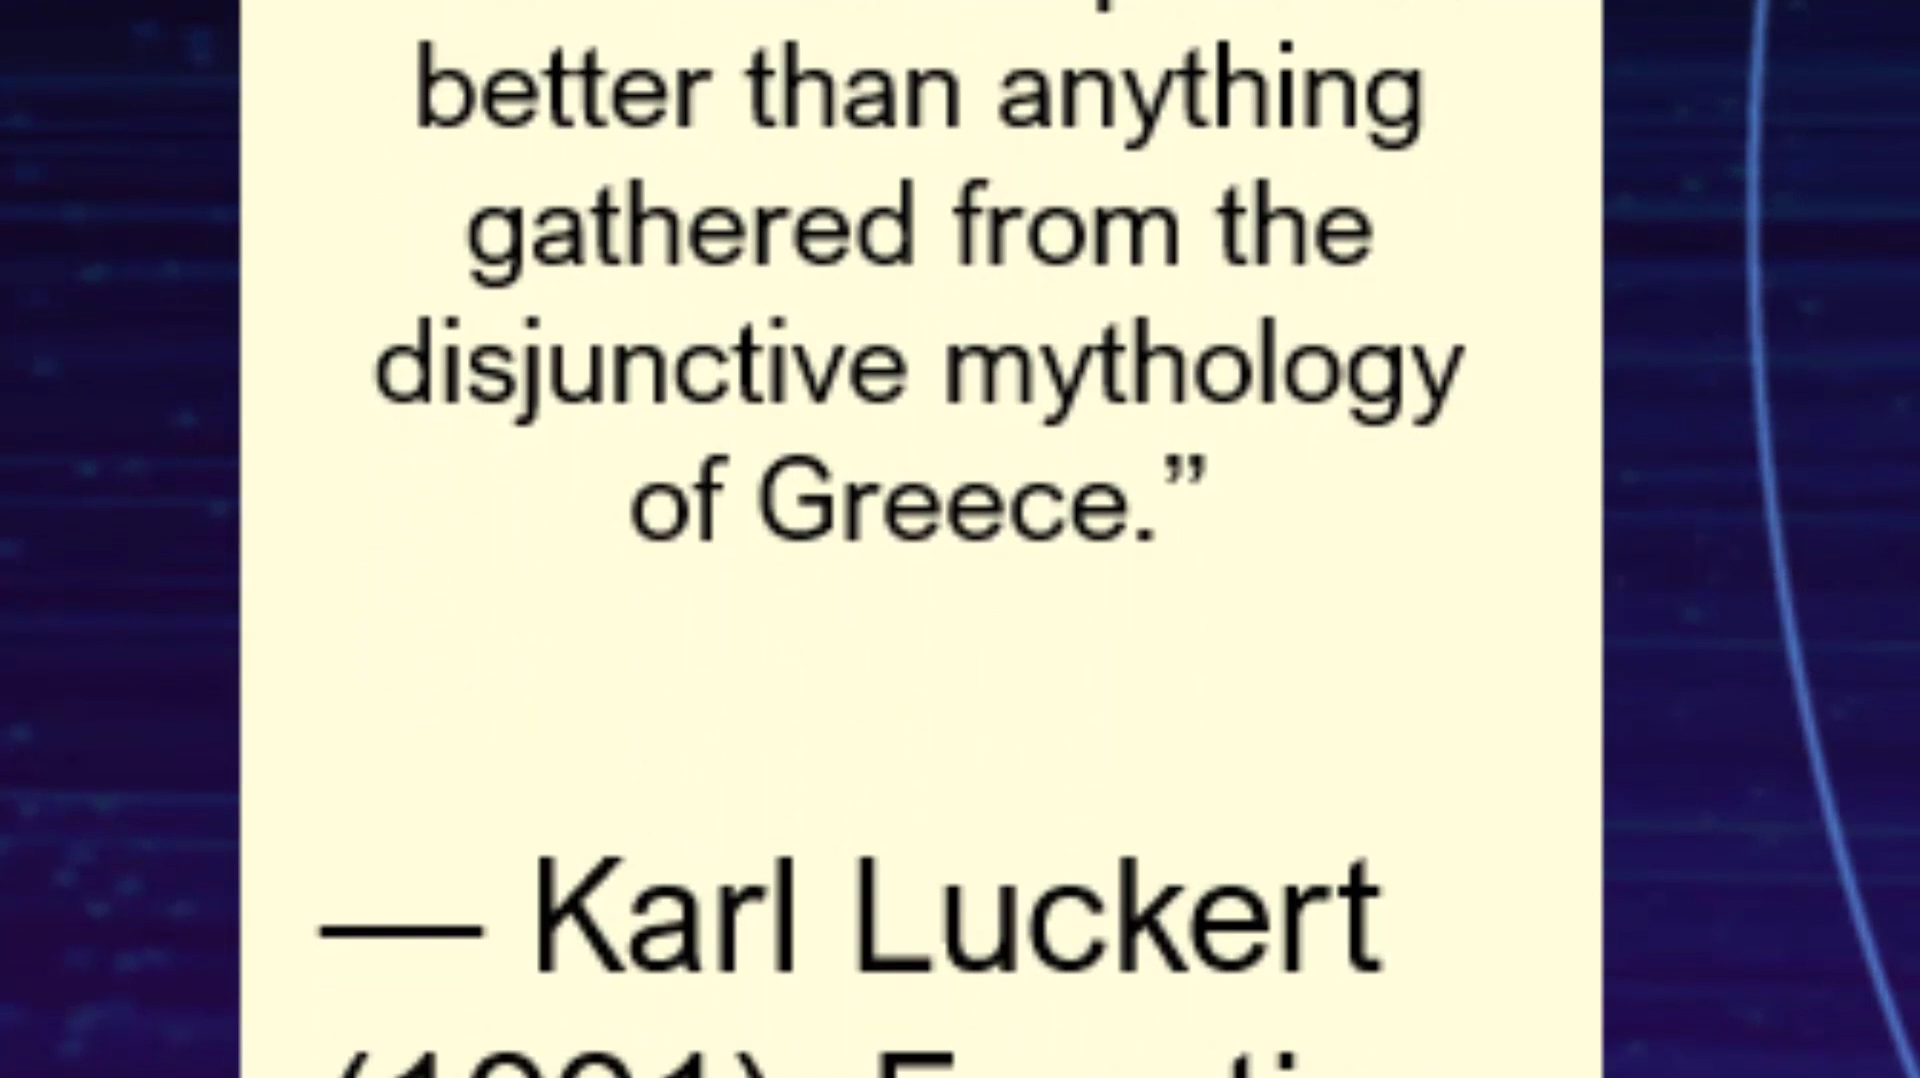 better than anything
gathered from the
disjunctive mythology
of Greece.”
— Karl Luckert